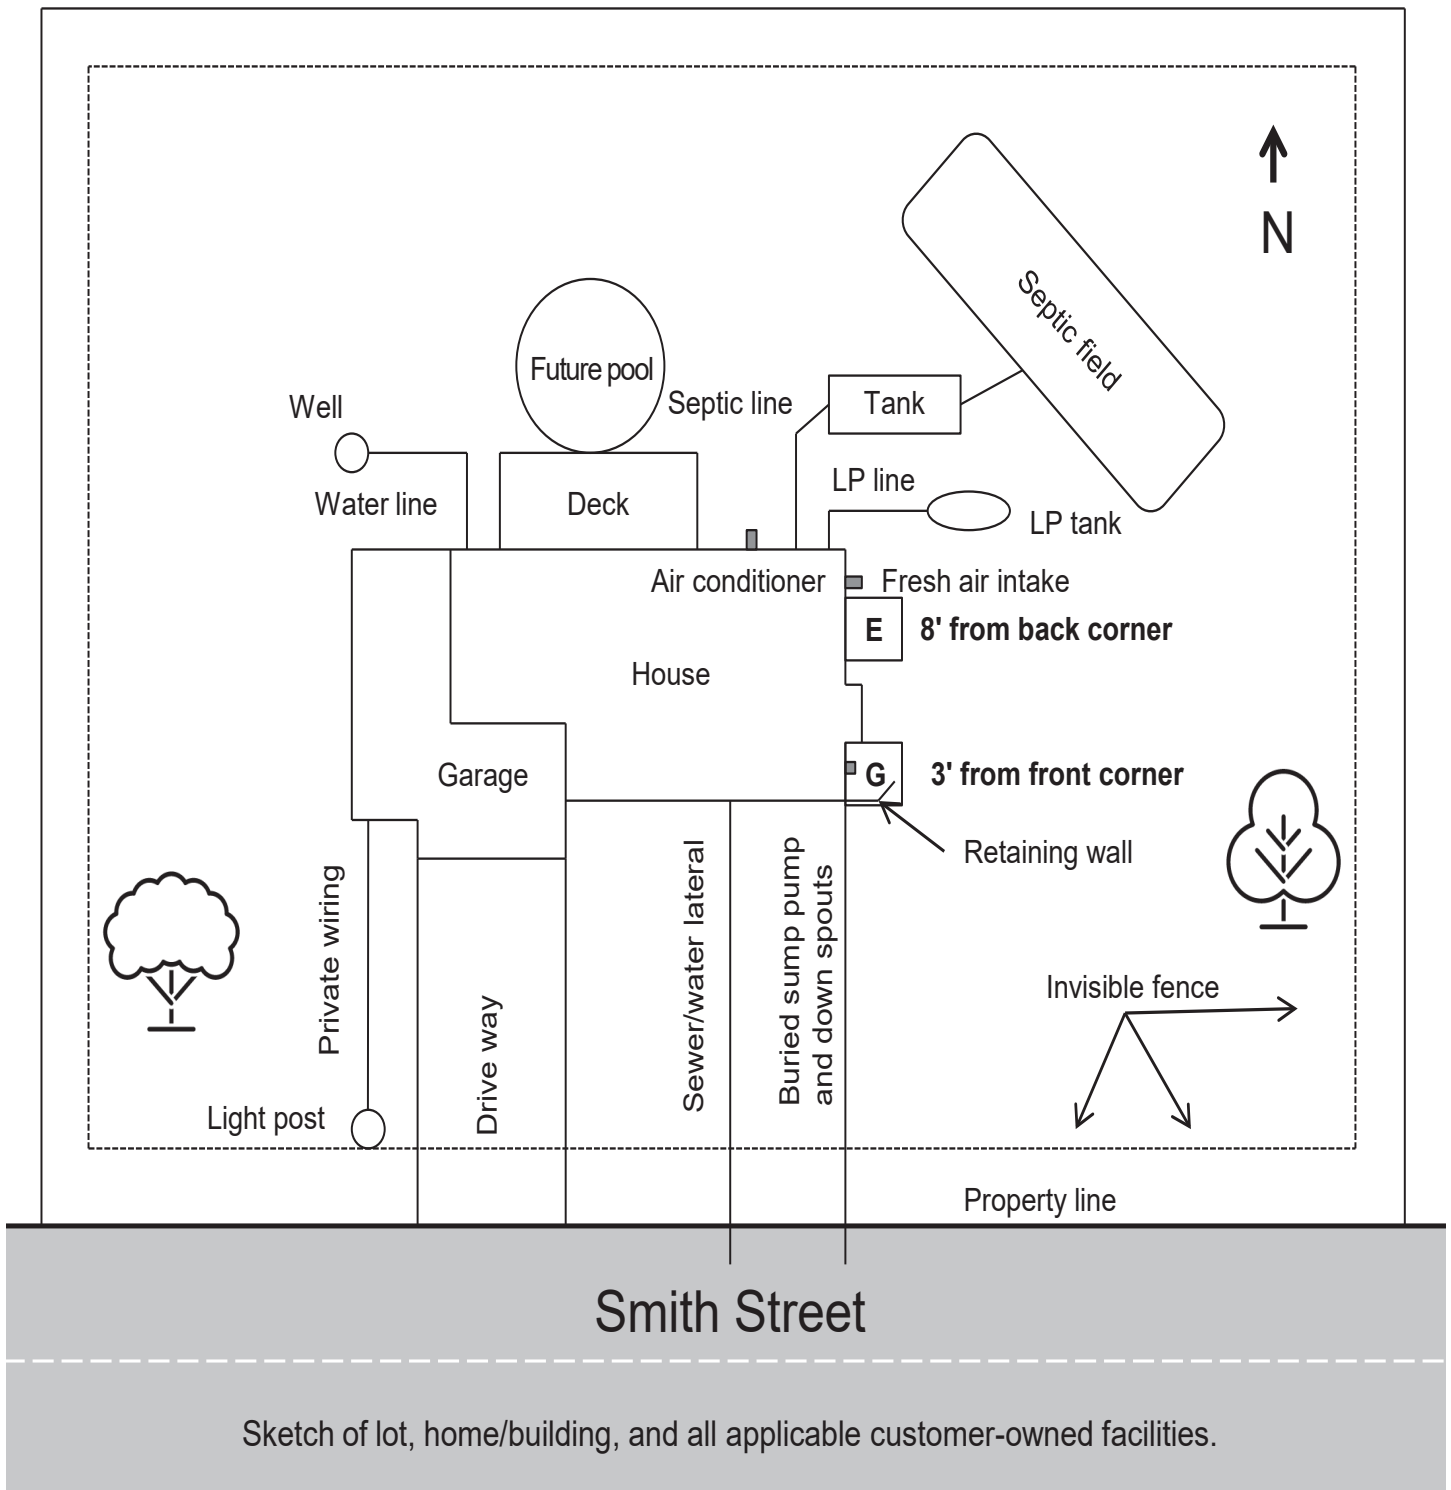 N
Septic field
Future pool
Septic line
Tank
Well
LP line
Water line
Deck
LP tank
Air conditioner
Fresh air intake
E
8' from back corner
House
Garage
G
3' from front corner
Retaining wall
Private wiring
Sewer/water lateral
Buried sump pump
and down spouts
Invisible fence
Drive way
Light post
Property line
Smith Street
Sketch of lot, home/building, and all applicable customer-owned facilities.